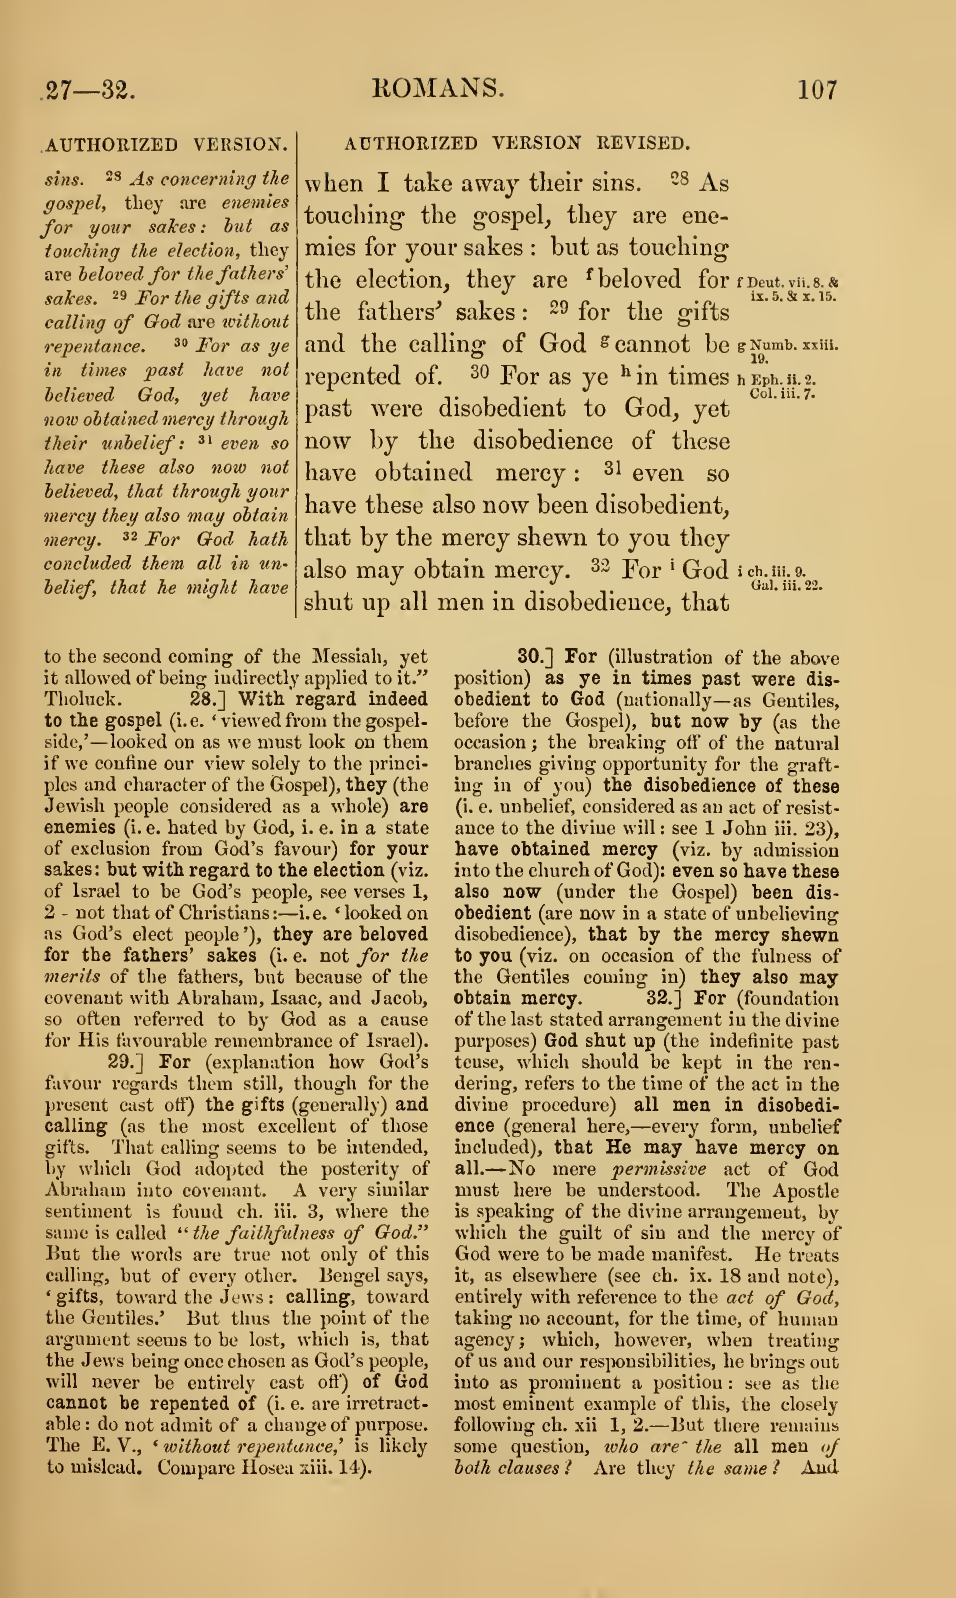 27—32.
ROMANS.
107
AUTHORIZED VERSION.
sins. 28 As concerning the
gospel, they are enemies
for your sakes: but as
touching the election, they
are beloved for the fathers'
sakes. 29 For the gifts and
calling of God are without
repentance. 30 For as ye
in times past have not
believed God, yet have
now obtained mercy through
their unbelief: 31 even so
have these also now not
believed, that through your
mercy they also may obtain
mercy. 32 For God hath
concluded them all in un-
belief, that he might have
AUTHORIZED VERSION REVISED.
when I take away their sins. 28 As
touching the gospel, they are ene-
mies for your sakes : but as touching
the election, they are f beloved for
the fathers' sakes : 29 for the gifts
and the calling of God g cannot be
repented of. 30 For as ye h in times
past were disobedient to God, yet
now by the disobedience of these
have obtained mercy : 31 even so
have these also now been disobedient,
that by the mercy shewn to you they
also may obtain mercy. 32 For i God
shut up all men in disobedience, that
f Deut. vii. 8. &
ix. 5, & x. 15.
g Numb. xxiii.
19.
h Eph. ii. 2.
Col. iii. 7.
i ch. iii. 9.
Gal. iii. 22.
to the second coming of the Messiah, yet
it allowed of being indirectly applied to it."
Tholuck. 28.] With regard indeed
to the gospel (i. e. 'viewed from the gospel-
side,'—looked on as we must look on them
if we confine our view solely to the princi-
ples and character of the Gospel), they (the
Jewish people considered as a whole) are
enemies (i. e. hated by God, i. e. in a state
of exclusion from God's favour) for your
sakes: but with regard to the election (viz.
of Israel to be God's people, see verses 1,
2 - not that of Christians:—i. e. 'looked on
as God's elect people'), they are beloved
for the fathers' sakes (i. e. not for the
merits of the fathers, but because of the
covenant with Abraham, Isaac, and Jacob,
so often referred to by God as a cause
for His favourable remembrance of Israel).
29.] For (explanation how God's
favour regards them still, though for the
present cast off) the gifts (generally) and
calling (as the most excellent of those
gifts. That calling seems to be intended,
by which God adopted the posterity of
Abraham into covenant. A very similar
sentiment is found ch. iii. 3, where the
same is called "the faithfulness of God."
But the words are true not only of this
calling, but of every other. Bengel says,
'gifts, toward the Jews: calling, toward
the Gentiles.' But thus the point of the
argument seems to be lost, which is, that
the Jews being once chosen as God's people,
will never be entirely cast off) of God
cannot be repented of (i. e. are irretract-
able: do not admit of a change of purpose.
The E. V., 'without repentance,' is likely
to mislead. Compare Hosea xiii. 14).
30.] For (illustration of the above
position) as ye in times past were dis-
obedient to God (nationally—as Gentiles,
before the Gospel), but now by (as the
occasion; the breaking off of the natural
branches giving opportunity for the graft-
ing in of you) the disobedience of these
(i. e. unbelief, considered as an act of resist-
ance to the divine will: see 1 John iii. 23),
have obtained mercy (viz. by admission
into the church of God): even so have these
also now (under the Gospel) been dis-
obedient (are now in a state of unbelieving
disobedience), that by the mercy shewn
to you (viz. on occasion of the fulness of
the Gentiles coming in) they also may
obtain mercy. 32.] For (foundation
of the last stated arrangement in the divine
purposes) God shut up (the indefinite past
tense, which should be kept in the ren-
dering, refers to the time of the act in the
divine procedure) all men in disobedi-
ence (general here,—every form, unbelief
included), that He may have mercy on
all.—No mere permissive act of God
must here be understood. The Apostle
is speaking of the divine arrangement, by
which the guilt of sin and the mercy of
God were to be made manifest. He treats
it, as elsewhere (see ch. ix. 18 and note),
entirely with reference to the act of God,
taking no account, for the time, of human
agency; which, however, when treating
of us and our responsibilities, he brings out
into as prominent a position: see as the
most eminent example of this, the closely
following ch. xii 1, 2.—But there remains
some question, who are the all men of
both clauses? Are they the same? And